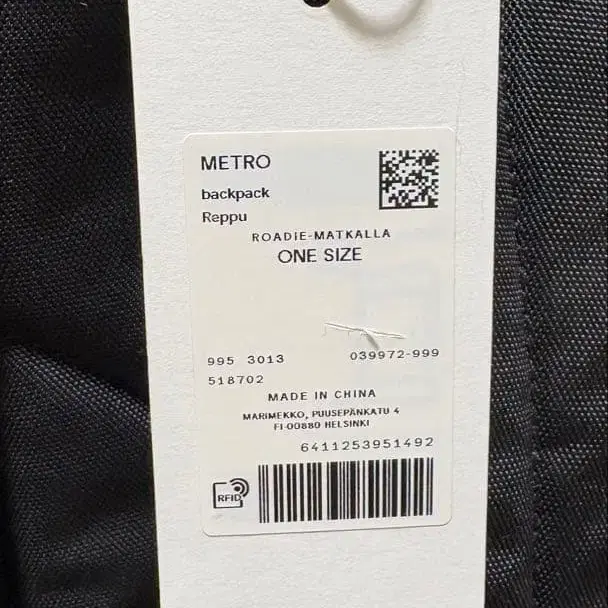 METRO
backpack
Reppu
ROADIE-MATKALLA
ONE SIZE
995 3013 039972-999
518702
MADE IN CHINA
MARIMEKKO, PUUSEPÄNKATU 4
FI-00880 HELSINKI
6411253951492
RFID